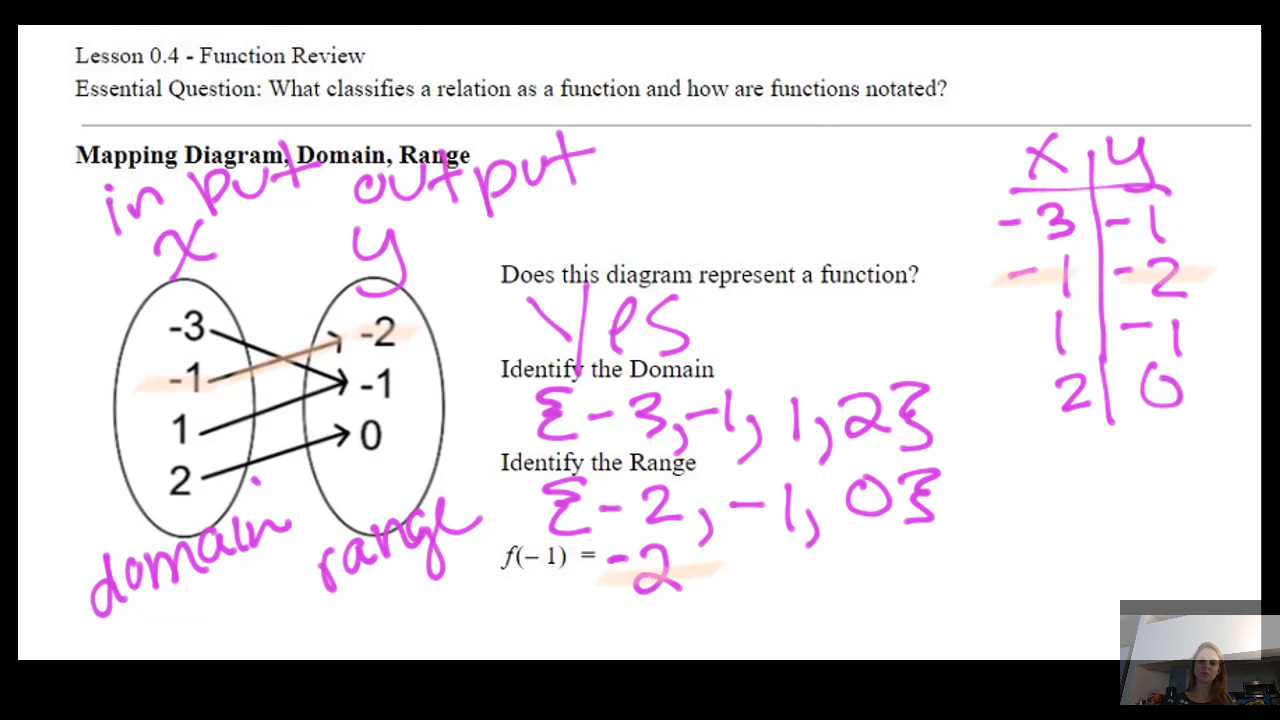 Lesson 0.4 - Function Review
Essential Question: What classifies a relation as a function and how are functions notated?
Mapping Diagram, Domain, Range
input output
x y
-3 -2
-1 -1
1 0
2
domain range
Does this diagram represent a function?
Yes
Identify the Domain
{-3, -1, 1, 2}
Identify the Range
{-2, -1, 0}
f(– 1) = -2
x y
-3 -1
-1 -2
1 -1
2 0